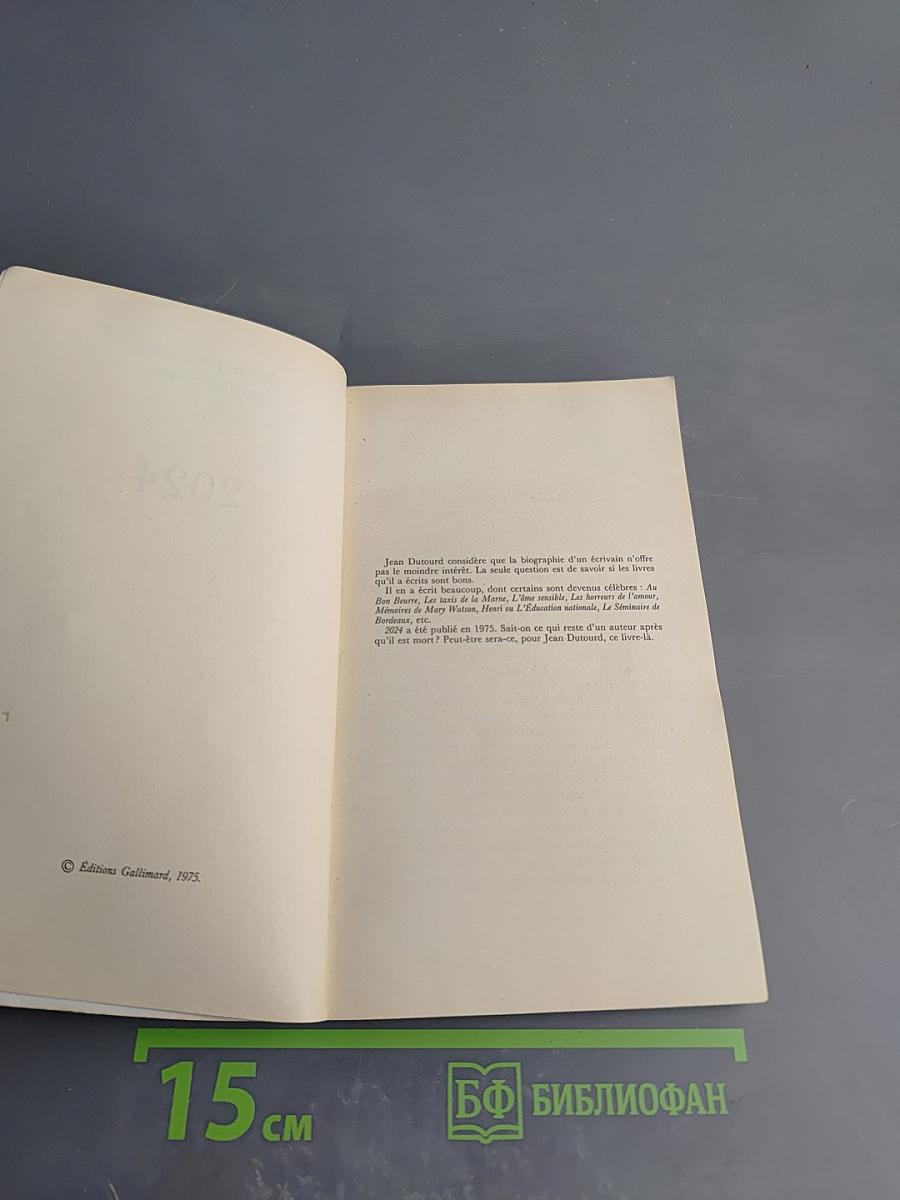 2024
© Éditions Gallimard, 1975.
Jean Dutourd considère que la biographie d'un écrivain n'offre
pas le moindre intérêt. La seule question est de savoir si les livres
qu'il a écrits sont bons.
Il en a écrit beaucoup, dont certains sont devenus célèbres : Au
Bon Beurre, Les taxis de la Marne, L'âme sensible, Les horreurs de l'amour,
Mémoires de Mary Watson, Henri ou L'Éducation nationale, Le Séminaire de
Bordeaux, etc.
2024 a été publié en 1975. Sait-on ce qui reste d'un auteur après
qu'il est mort? Peut-être sera-ce, pour Jean Dutourd, ce livre-là.
15 см
БФ БИБЛИОФАН